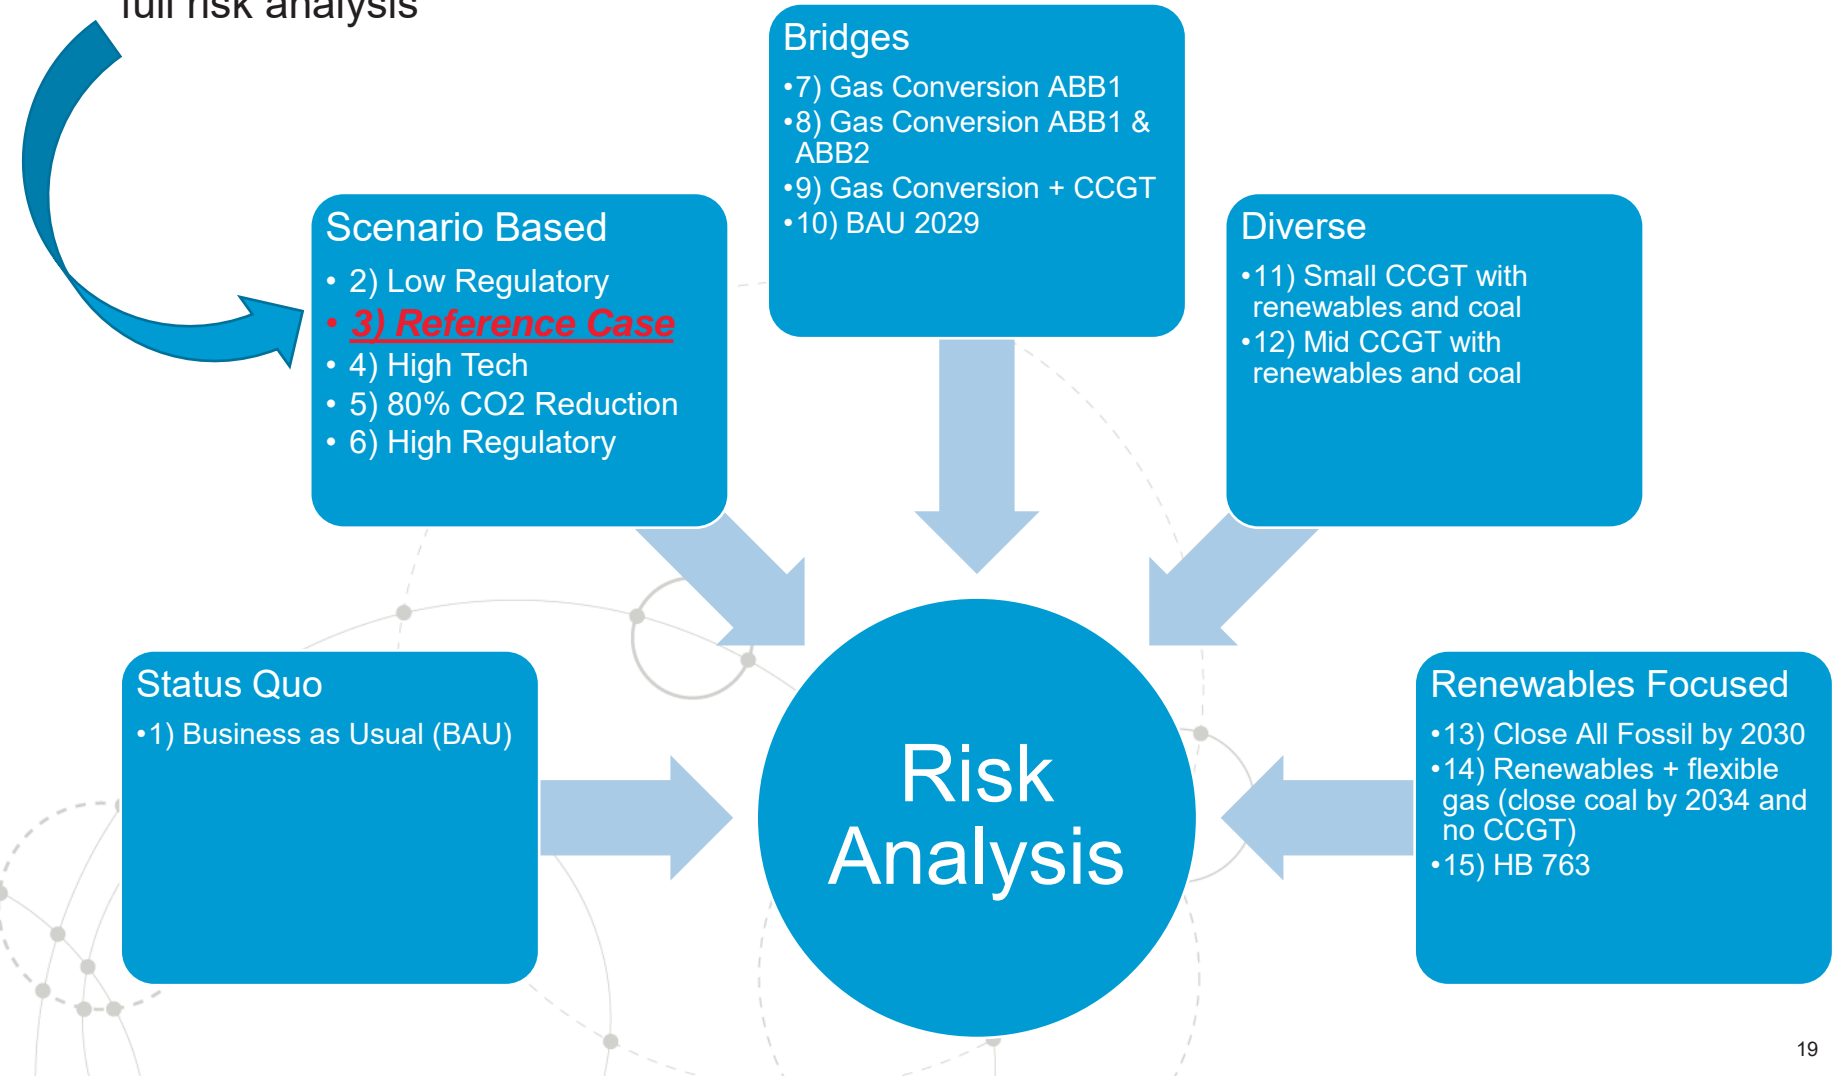 full risk analysis
Bridges
•7) Gas Conversion ABB1
•8) Gas Conversion ABB1 &
ABB2
•9) Gas Conversion + CCGT
•10) BAU 2029
Scenario Based
• 2) Low Regulatory
• 3) Reference Case
• 4) High Tech
• 5) 80% CO2 Reduction
• 6) High Regulatory
Diverse
•11) Small CCGT with
renewables and coal
•12) Mid CCGT with
renewables and coal
Status Quo
•1) Business as Usual (BAU)
Risk
Analysis
Renewables Focused
•13) Close All Fossil by 2030
•14) Renewables + flexible
gas (close coal by 2034 and
no CCGT)
•15) HB 763
19